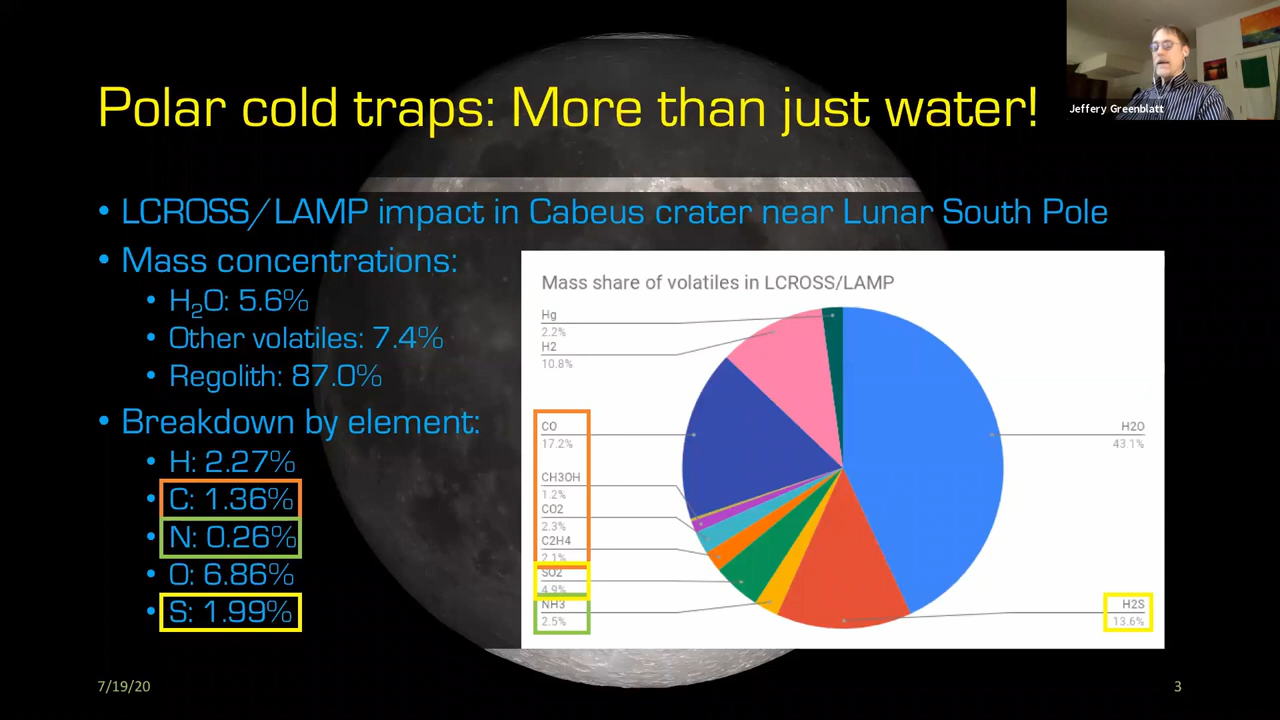 Polar cold traps: More than just water!
Jeffery Greenblatt
• LCROSS/LAMP impact in Cabeus crater near Lunar South Pole
• Mass concentrations:
• H₂O: 5.6%
• Other volatiles: 7.4%
• Regolith: 87.0%
• Breakdown by element:
• H: 2.27%
• C: 1.36%
• N: 0.26%
• O: 6.86%
• S: 1.99%
Mass share of volatiles in LCROSS/LAMP
Hg
2.2%
H2
10.8%
CO
17.2%
CH3OH
1.2%
CO2
2.3%
C2H4
2.1%
SO2
4.9%
NH3
2.5%
H2O
43.1%
H2S
13.6%
7/19/20
3